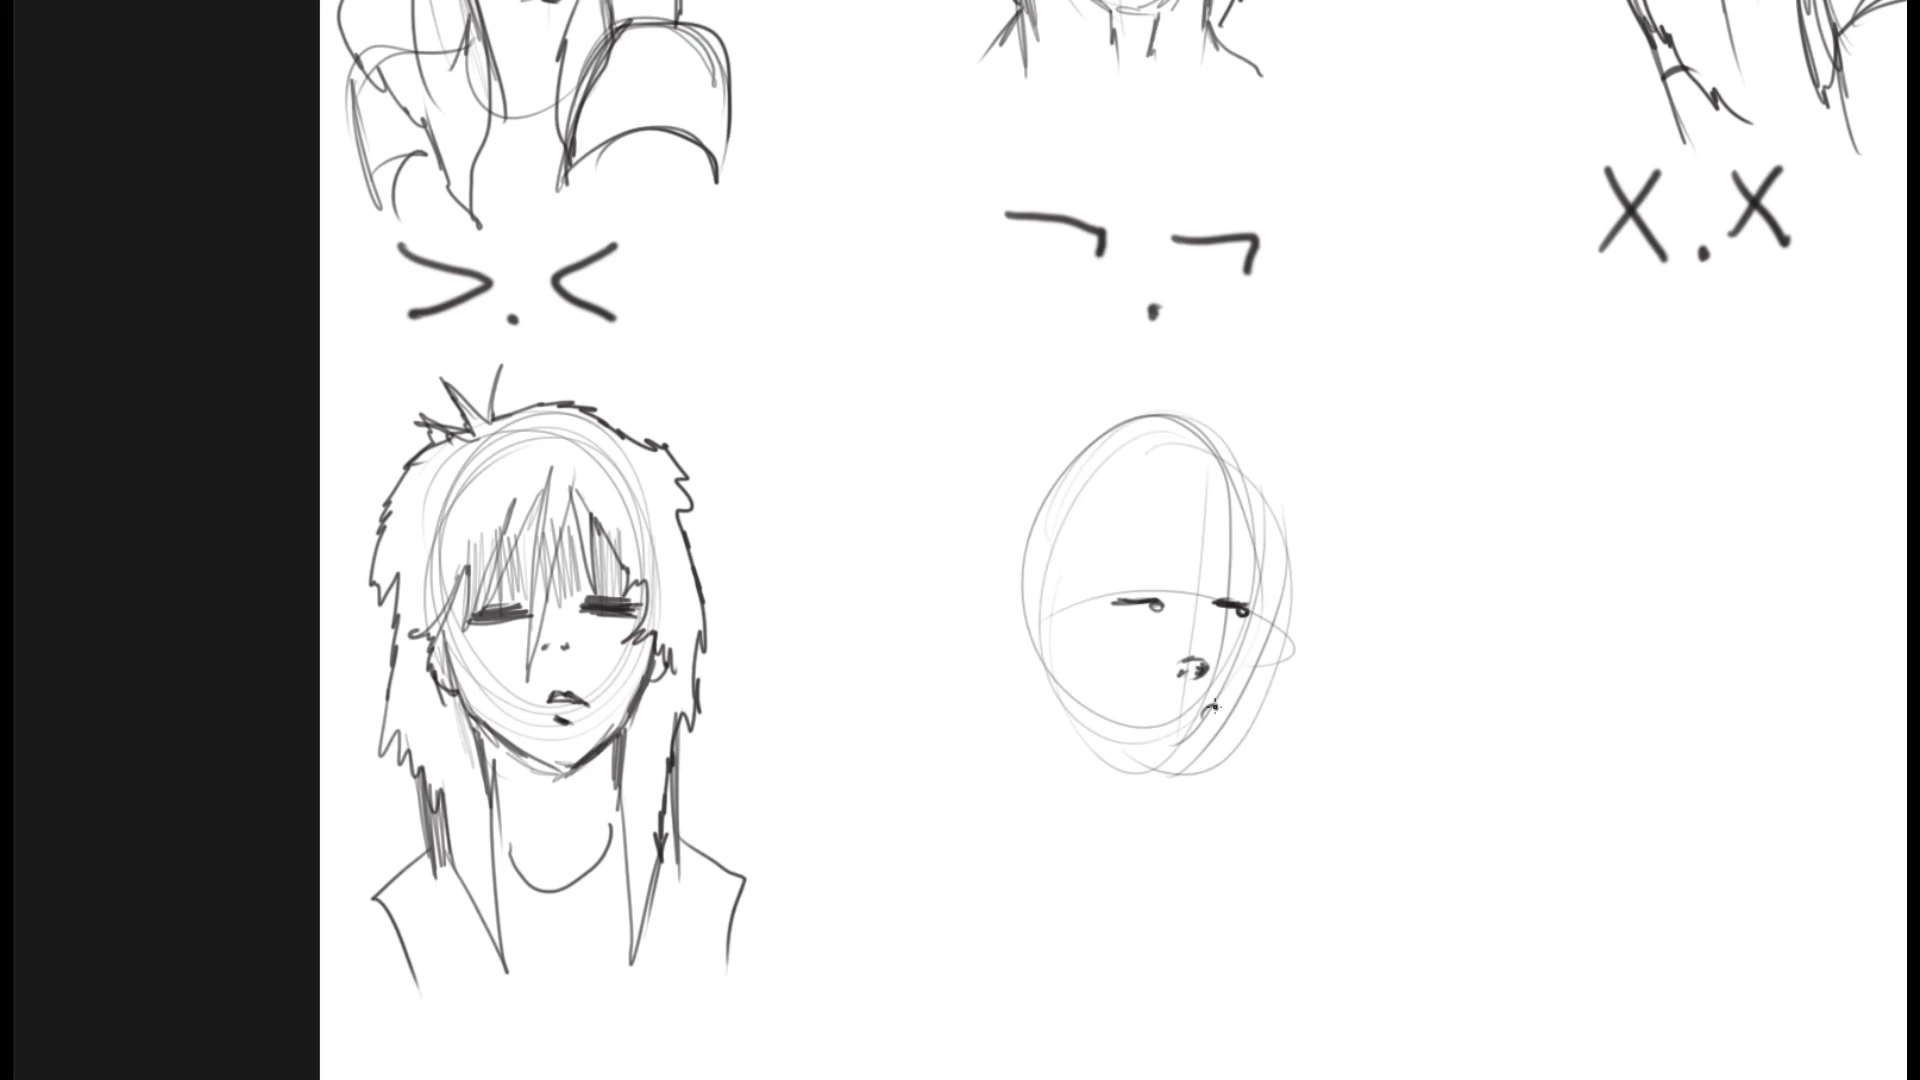 > . <
¬ . ¬
X . X